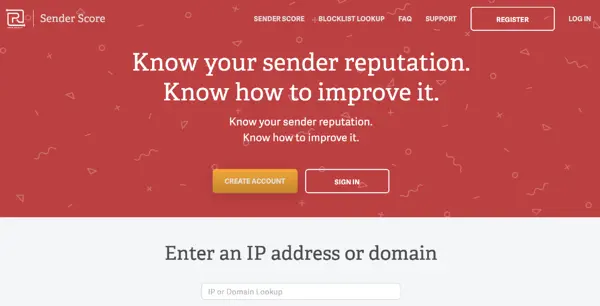 Sender Score
SENDER SCORE BLOCKLIST LOOKUP FAQ SUPPORT REGISTER LOG IN
Know your sender reputation.
Know how to improve it.
Know your sender reputation.
Know how to improve it.
CREATE ACCOUNT SIGN IN
Enter an IP address or domain
IP or Domain Lookup